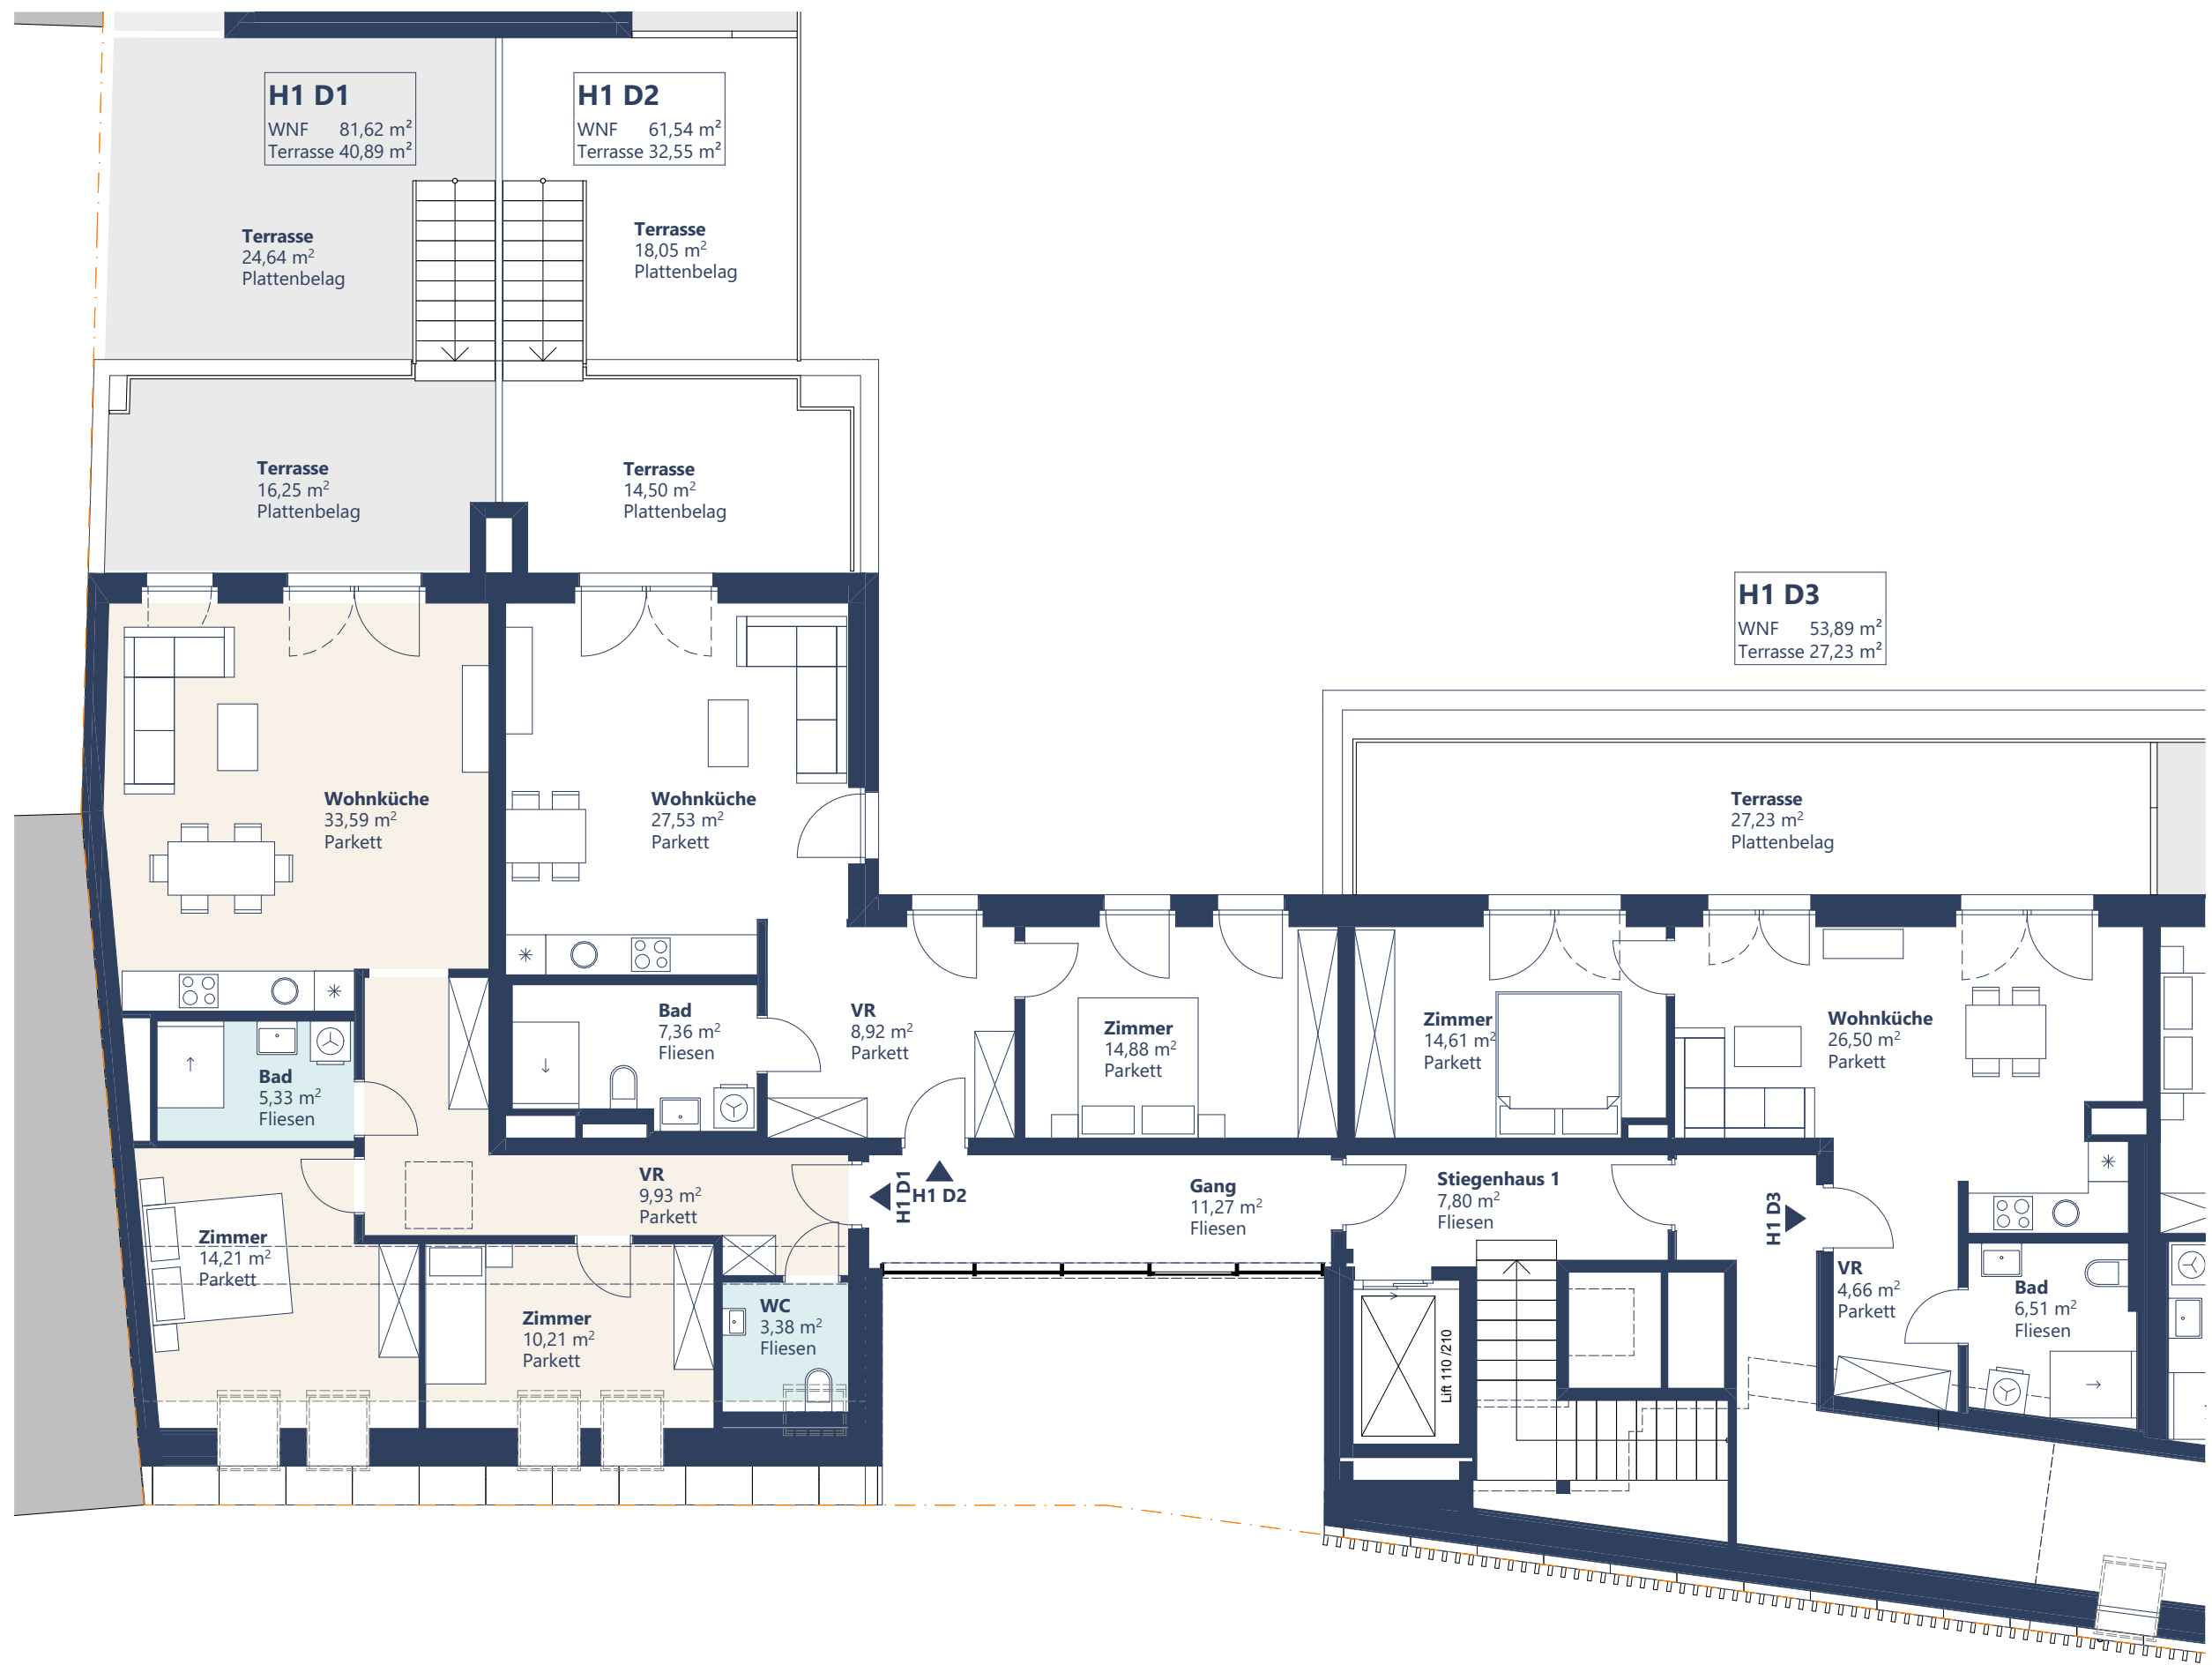 H1 D1
WNF 81,62 m²
Terrasse 40,89 m²
H1 D2
WNF 61,54 m²
Terrasse 32,55 m²
Terrasse
24,64 m²
Plattenbelag
Terrasse
18,05 m²
Plattenbelag
Terrasse
16,25 m²
Plattenbelag
Terrasse
14,50 m²
Plattenbelag
H1 D3
WNF 53,89 m²
Terrasse 27,23 m²
Wohnküche
33,59 m²
Parkett
Wohnküche
27,53 m²
Parkett
Terrasse
27,23 m²
Plattenbelag
Bad
5,33 m²
Fliesen
Bad
7,36 m²
Fliesen
VR
8,92 m²
Parkett
Zimmer
14,88 m²
Parkett
Zimmer
14,61 m²
Parkett
Wohnküche
26,50 m²
Parkett
VR
9,93 m²
Parkett
H1 D1
H1 D2
Gang
11,27 m²
Fliesen
Stiegenhaus 1
7,80 m²
Fliesen
H1 D3
Zimmer
14,21 m²
Parkett
Zimmer
10,21 m²
Parkett
WC
3,38 m²
Fliesen
Lift 110 /210
VR
4,66 m²
Parkett
Bad
6,51 m²
Fliesen